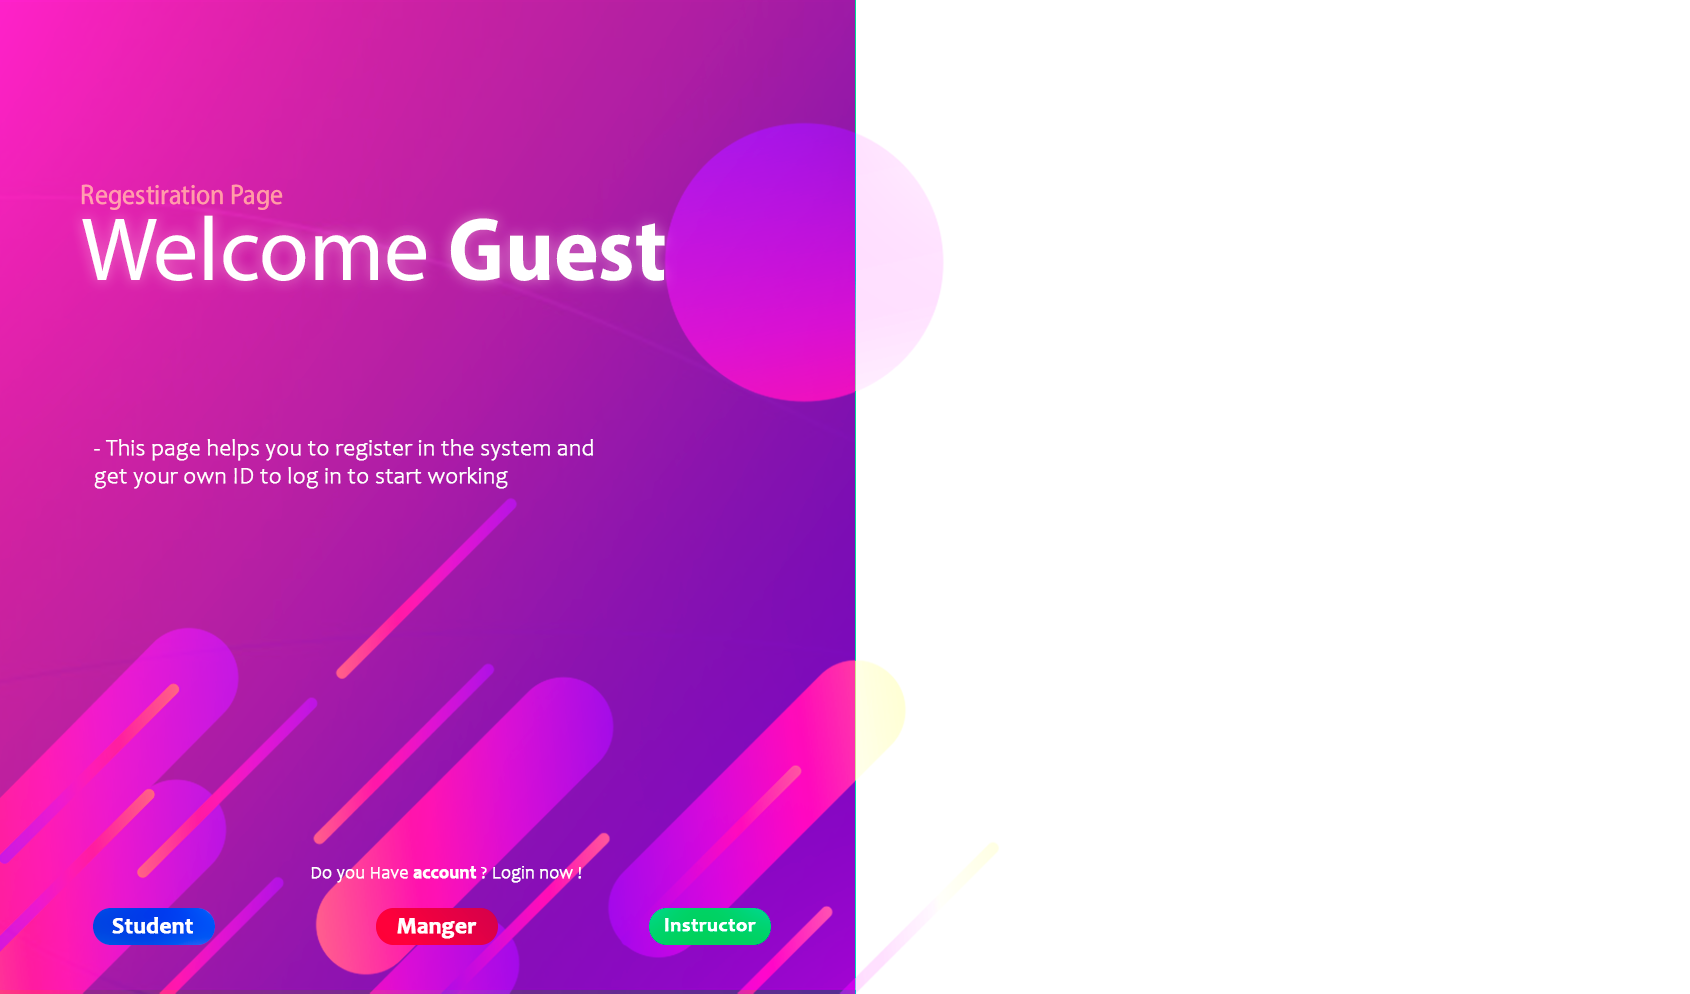 Regestiration Page
Welcome Guest
- This page helps you to register in the system and
get your own ID to log in to start working
Do you Have account ? Login now !
Student
Manger
Instructor